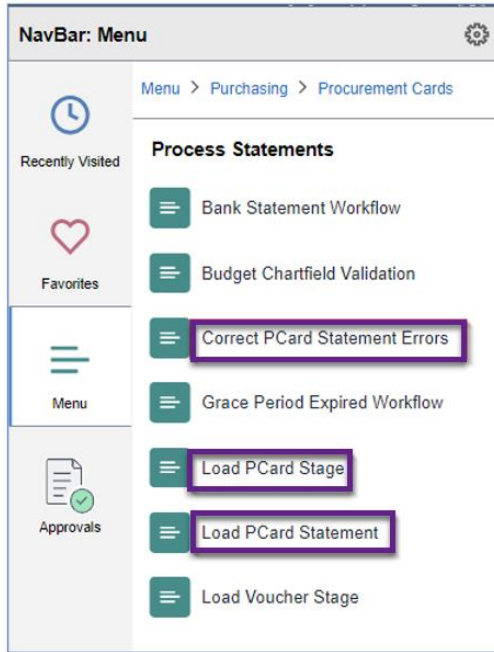 NavBar: Menu
Menu > Purchasing > Procurement Cards
Recently Visited
Favorites
Menu
Approvals
Process Statements
Bank Statement Workflow
Budget Chartfield Validation
Correct PCard Statement Errors
Grace Period Expired Workflow
Load PCard Stage
Load PCard Statement
Load Voucher Stage